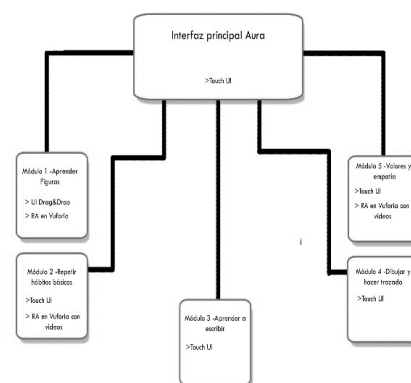 Interfaz principal Aura
>Touch UI
Módulo 1 -Aprender
Figuras
> UI Drag&Drop
> RA en Vuforia
Módulo 2 -Repetir
hábitos básicos
>Touch UI
> RA en Vuforia con
videos
Módulo 3 -Aprender a
escribir
>Touch UI
Módulo 5 -Valores y
empatía
>Touch UI
> RA en Vuforia con
videos
Módulo 4 -Dibujar y
hacer trazado
>Touch UI
i